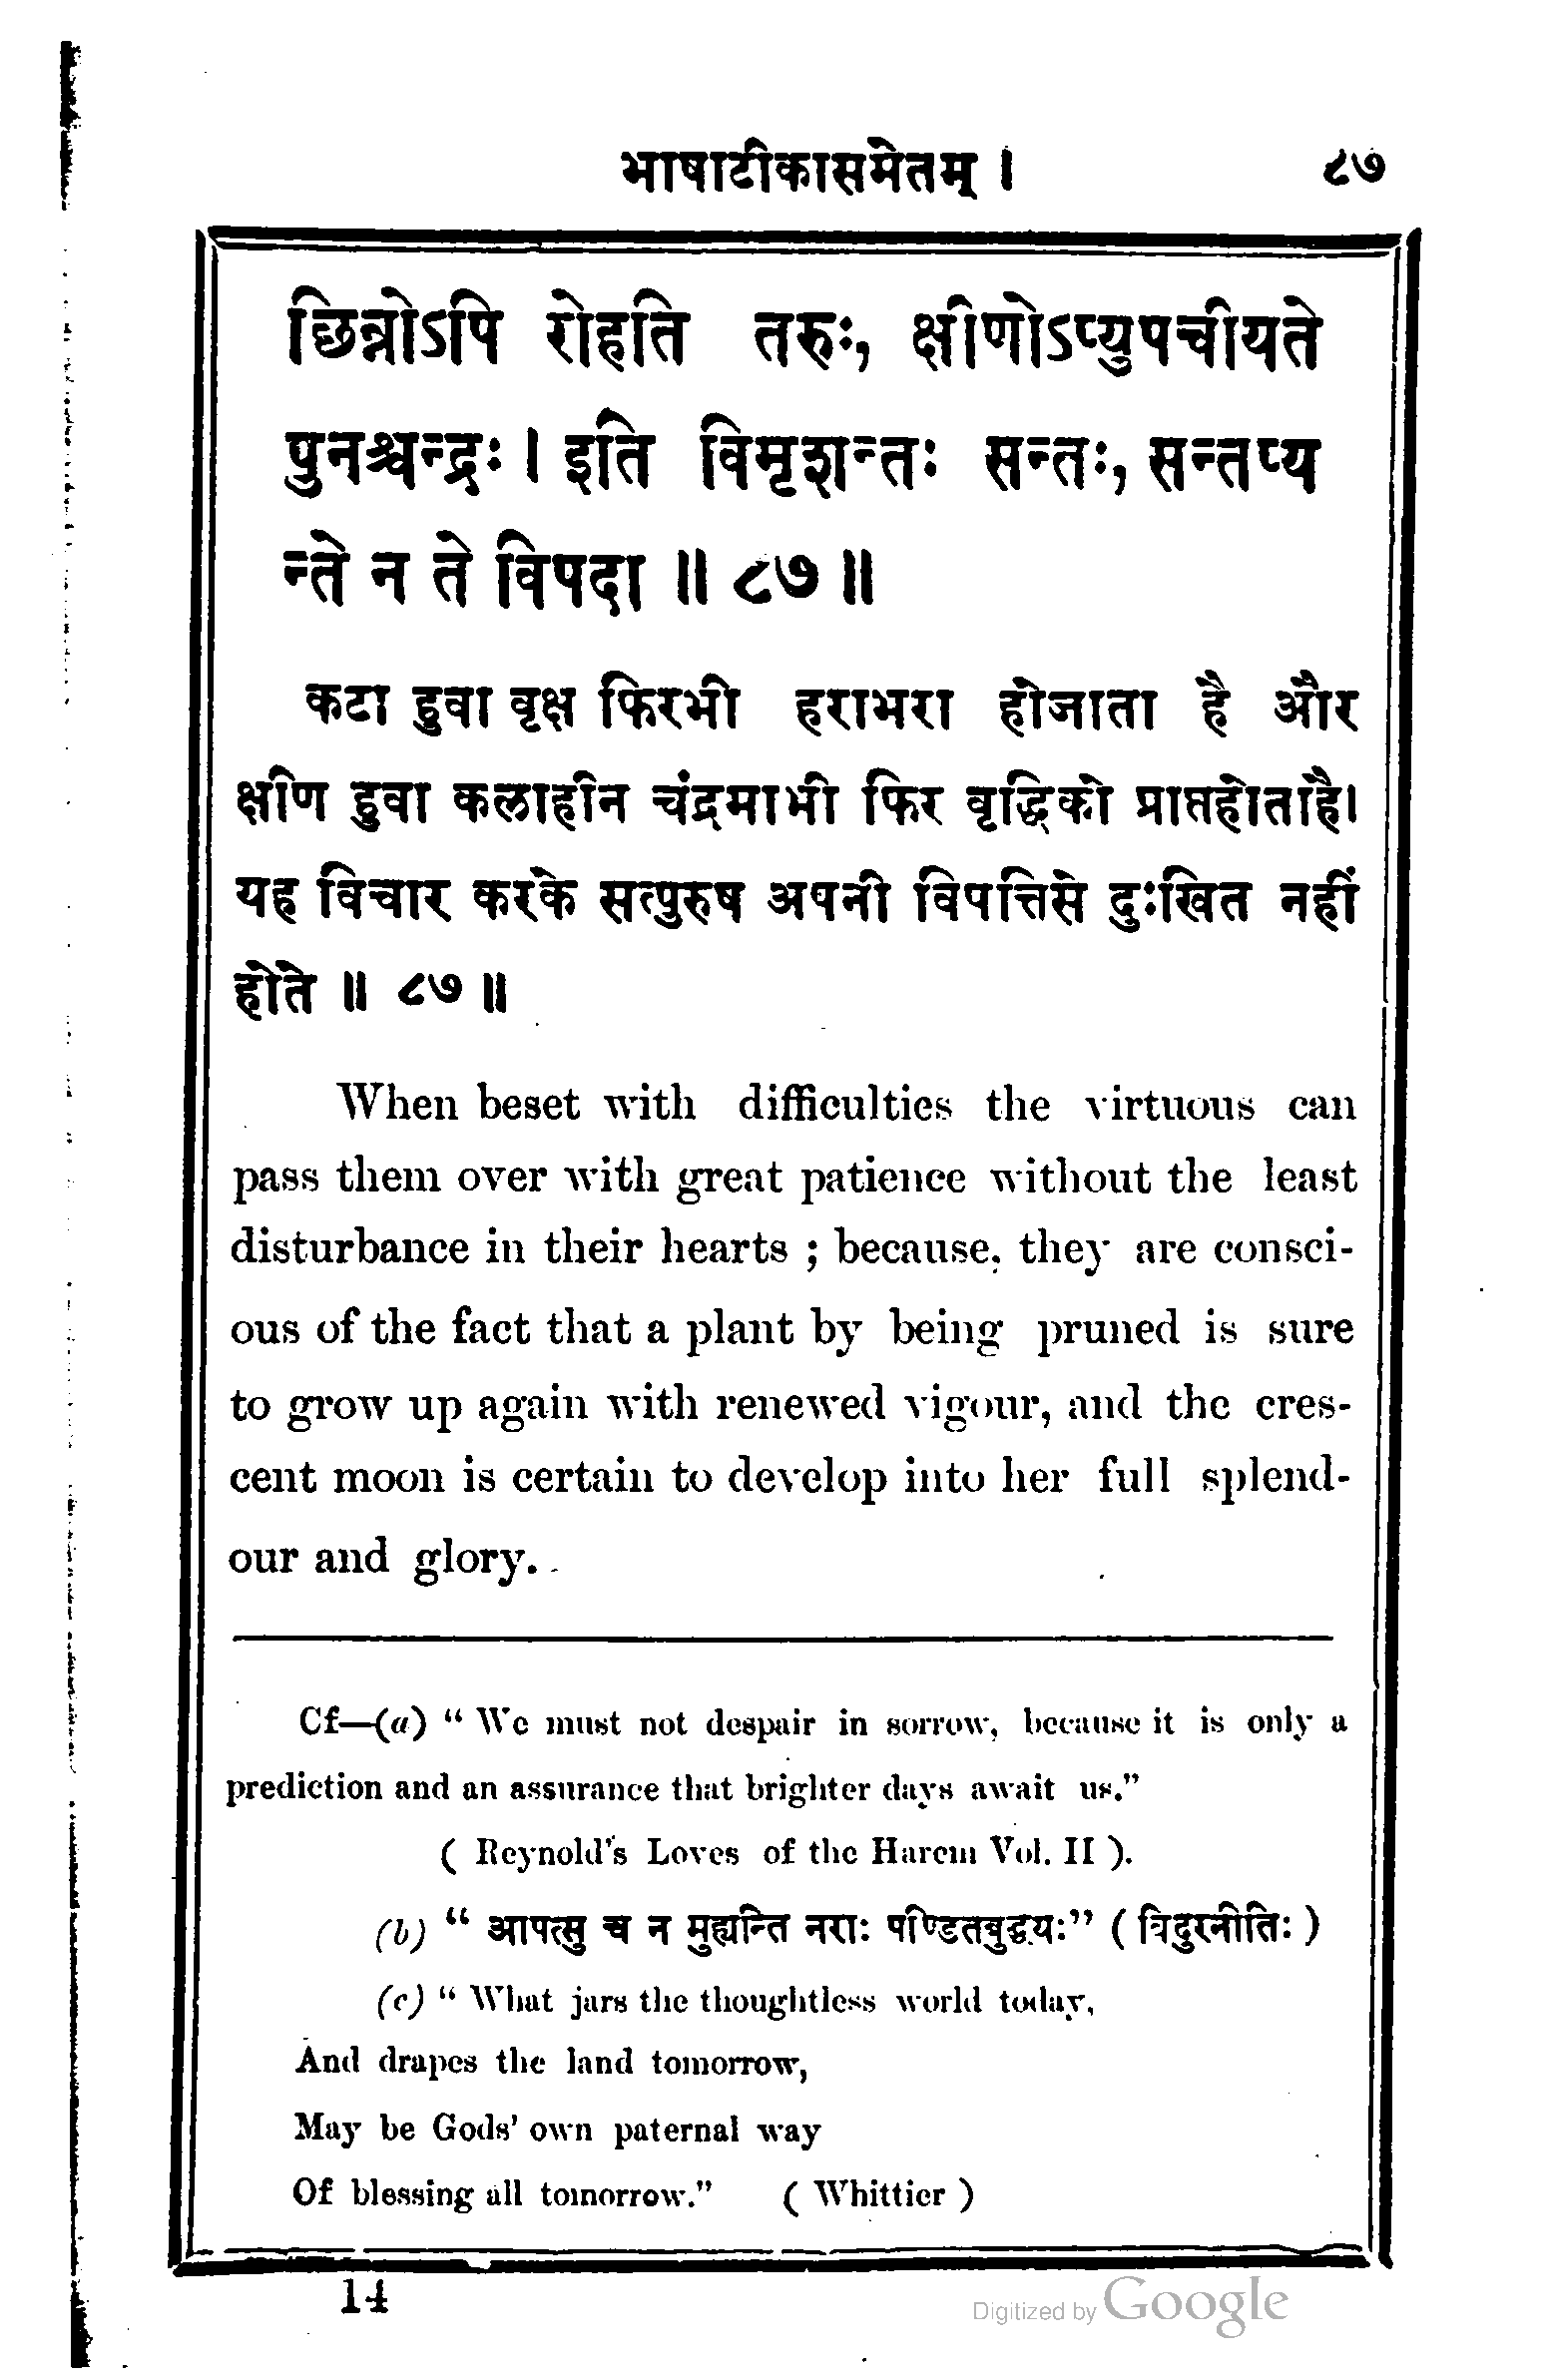 भाषाटीकासमेतम् । ८७
छिन्नोऽपि रोहति तरुः, क्षीणोऽप्युपचीयते
पुनश्चन्द्रः । इति विमृशन्तः सन्तः, सन्तप्य
न्ते न ते विपदा ॥ ८७ ॥
कटा हुवा वृक्ष फिरभी हराभरा होजाता है और
क्षीण हुवा कलाहीन चंद्रमाभी फिर वृद्धिको प्राप्तहोताहै।
यह विचार करके सत्पुरुष अपनी विपत्तिसे दुःखित नहीं
होते ॥ ८७ ॥
When beset with difficulties the virtuous can
pass them over with great patience without the least
disturbance in their hearts ; because, they are consci-
ous of the fact that a plant by being pruned is sure
to grow up again with renewed vigour, and the cres-
cent moon is certain to develop into her full splend-
our and glory.
Cf—(a) “ We must not despair in sorrow, because it is only a
prediction and an assurance that brighter days await us.”
( Reynold's Loves of the Harem Vol. II ).
(b) “ आपत्सु च न मुह्यन्ति नराः पण्डितबुद्धयः” ( विदुरनीतिः )
(c) “ What jars the thoughtless world today,
And drapes the land tomorrow,
May be Gods' own paternal way
Of blessing all tomorrow.” ( Whittier )
14
Digitized by Google